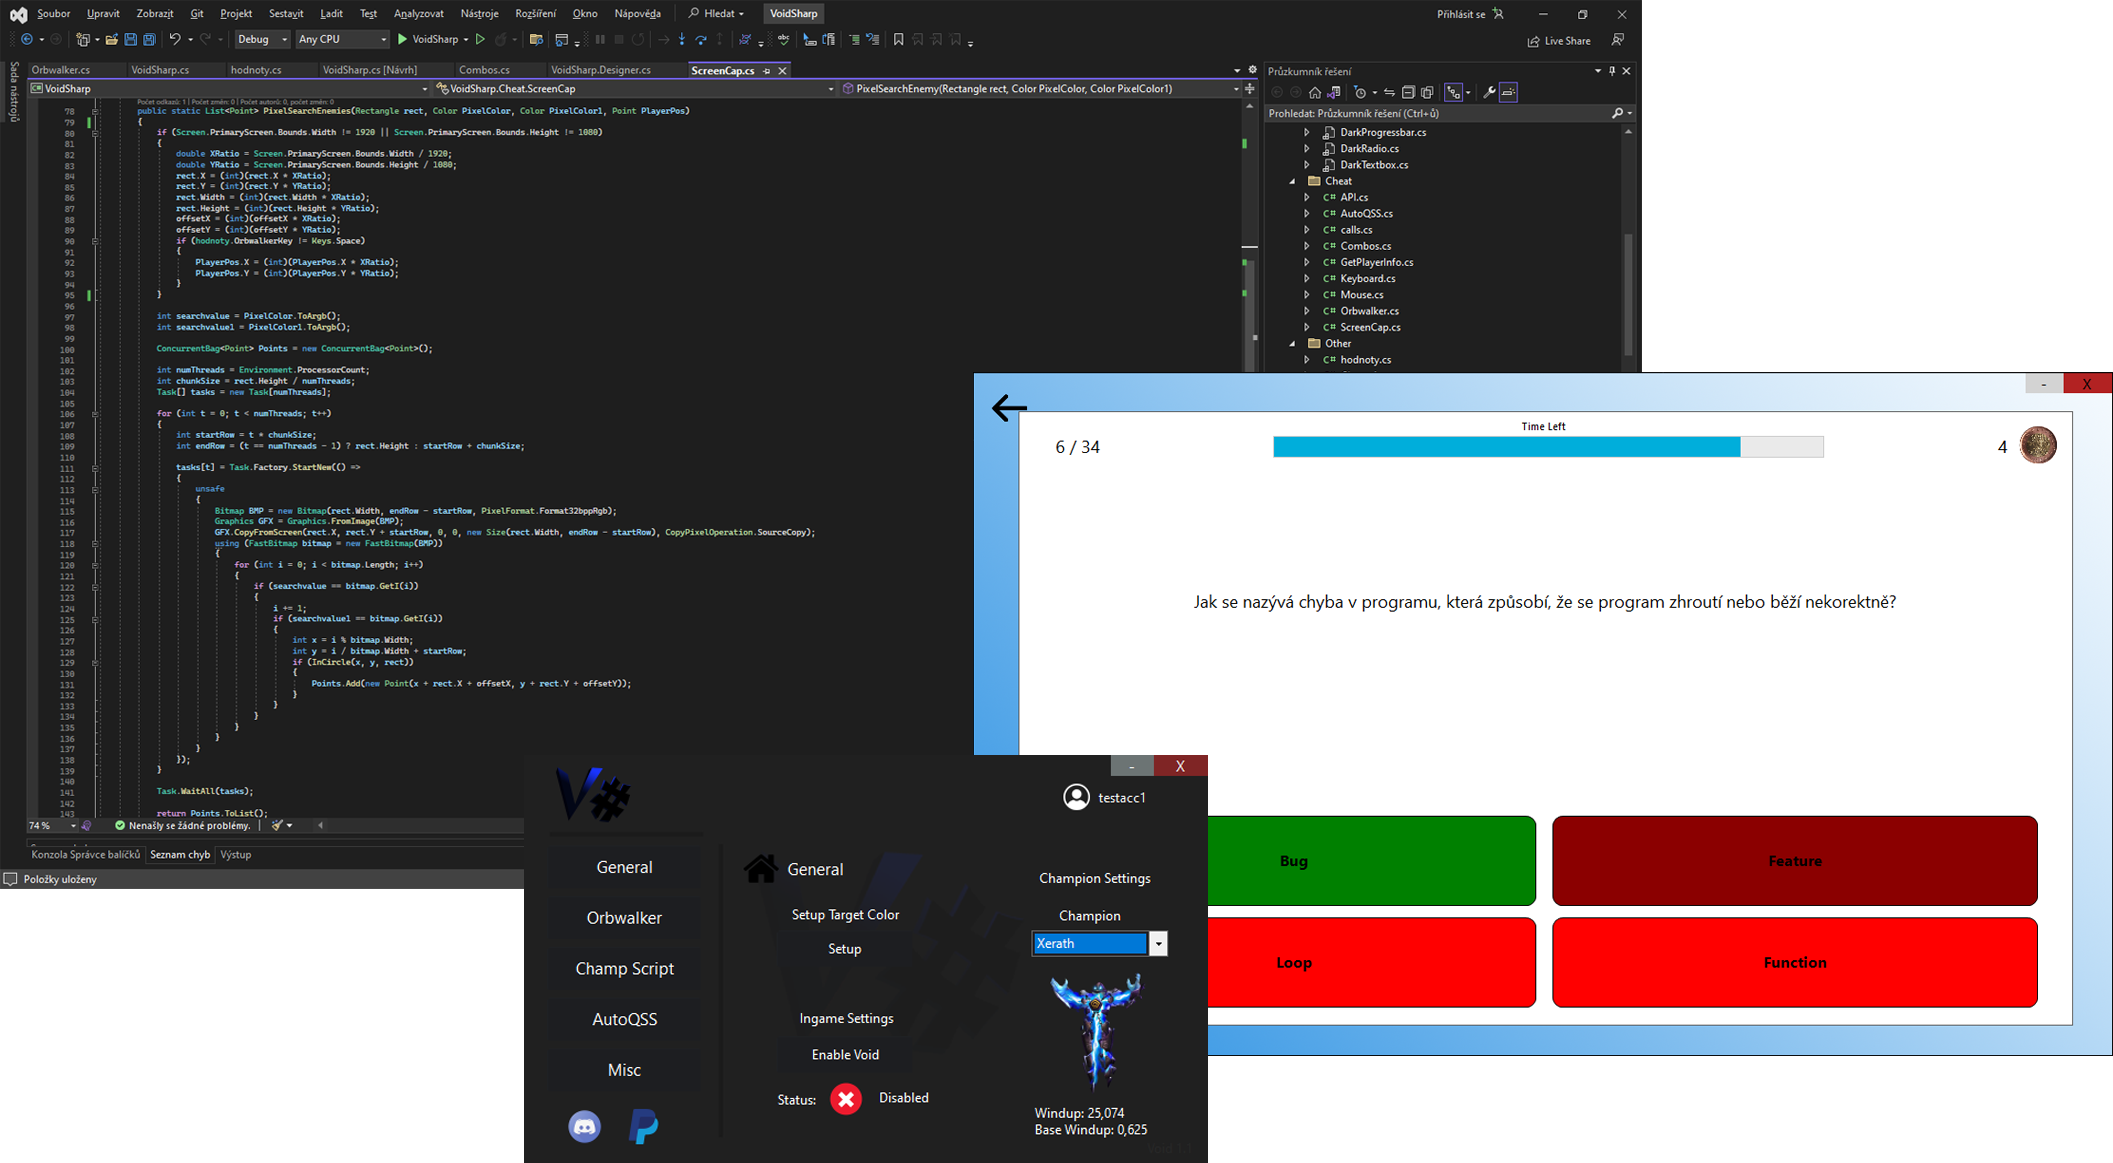 Soubor Upravit Zobrazit Git Projekt Sestavit Ladit Test Analyzovat Nástroje Rozšíření Okno Nápověda Hledat VoidSharp Přihlásit se
Debug Any CPU VoidSharp Live Share
Sada nástrojů
Orbwalker.cs VoidSharp.cs hodnoty.cs VoidSharp.cs [Návrh] Combos.cs VoidSharp.Designer.cs ScreenCap.cs
VoidSharp VoidSharp.Cheat.ScreenCap PixelSearchEnemy(Rectangle rect, Color PixelColor, Color PixelColor1)
Počet odkazů: 1 | Počet změn: 0 | Počet autorů: 0, počet změn: 0
78 public static List<Point> PixelSearchEnemies(Rectangle rect, Color PixelColor, Color PixelColor1, Point PlayerPos)
79 {
80 if (Screen.PrimaryScreen.Bounds.Width != 1920 || Screen.PrimaryScreen.Bounds.Height != 1080)
81 {
82 double XRatio = Screen.PrimaryScreen.Bounds.Width / 1920;
83 double YRatio = Screen.PrimaryScreen.Bounds.Height / 1080;
84 rect.X = (int)(rect.X * XRatio);
85 rect.Y = (int)(rect.Y * YRatio);
86 rect.Width = (int)(rect.Width * XRatio);
87 rect.Height = (int)(rect.Height * YRatio);
88 offsetX = (int)(offsetX * XRatio);
89 offsetY = (int)(offsetY * YRatio);
90 if (hodnoty.OrbwalkerKey != Keys.Space)
91 {
92 PlayerPos.X = (int)(PlayerPos.X * XRatio);
93 PlayerPos.Y = (int)(PlayerPos.Y * YRatio);
94 }
95 }
96
97 int searchvalue = PixelColor.ToArgb();
98 int searchvalue1 = PixelColor1.ToArgb();
99
100 ConcurrentBag<Point> Points = new ConcurrentBag<Point>();
101
102 int numThreads = Environment.ProcessorCount;
103 int chunkSize = rect.Height / numThreads;
104 Task[] tasks = new Task[numThreads];
105
106 for (int t = 0; t < numThreads; t++)
107 {
108 int startRow = t * chunkSize;
109 int endRow = (t == numThreads - 1) ? rect.Height : startRow + chunkSize;
110
111 tasks[t] = Task.Factory.StartNew(() =>
112 {
113 unsafe
114 {
115 Bitmap BMP = new Bitmap(rect.Width, endRow - startRow, PixelFormat.Format32bppRgb);
116 Graphics GFX = Graphics.FromImage(BMP);
117 GFX.CopyFromScreen(rect.X, rect.Y + startRow, 0, 0, new Size(rect.Width, endRow - startRow), CopyPixelOperation.SourceCopy);
118 using (FastBitmap bitmap = new FastBitmap(BMP))
119 {
120 for (int i = 0; i < bitmap.Length; i++)
121 {
122 if (searchvalue == bitmap.GetI(i))
123 {
124 i += 1;
125 if (searchvalue1 == bitmap.GetI(i))
126 {
127 int x = i % bitmap.Width;
128 int y = i / bitmap.Width + startRow;
129 if (InCircle(x, y, rect))
130 {
131 Points.Add(new Point(x + rect.X + offsetX, y + rect.Y + offsetY));
132 }
133 }
134 }
135 }
136 }
137 }
138 });
139 }
140
141 Task.WaitAll(tasks);
142
143 return Points.ToList();
74 % Nenašly se žádné problémy.
Konzola Správce balíčků Seznam chyb Výstup
Položky uloženy
Průzkumník řešení
Prohledat: Průzkumník řešení (Ctrl+ů)
DarkProgressbar.cs
DarkRadio.cs
DarkTextbox.cs
Cheat
C# API.cs
C# AutoQSS.cs
C# calls.cs
C# Combos.cs
C# GetPlayerInfo.cs
C# Keyboard.cs
C# Mouse.cs
C# Orbwalker.cs
C# ScreenCap.cs
Other
C# hodnoty.cs
- X
Time Left
6 / 34
4
Jak se nazývá chyba v programu, která způsobí, že se program zhroutí nebo běží nekorektně?
Bug Feature
Loop Function
- X
V#
testacc1
General
Orbwalker
Champ Script
AutoQSS
Misc
General
Setup Target Color
Setup
Ingame Settings
Enable Void
Status: Disabled
Champion Settings
Champion
Xerath
Windup: 25,074
Base Windup: 0,625